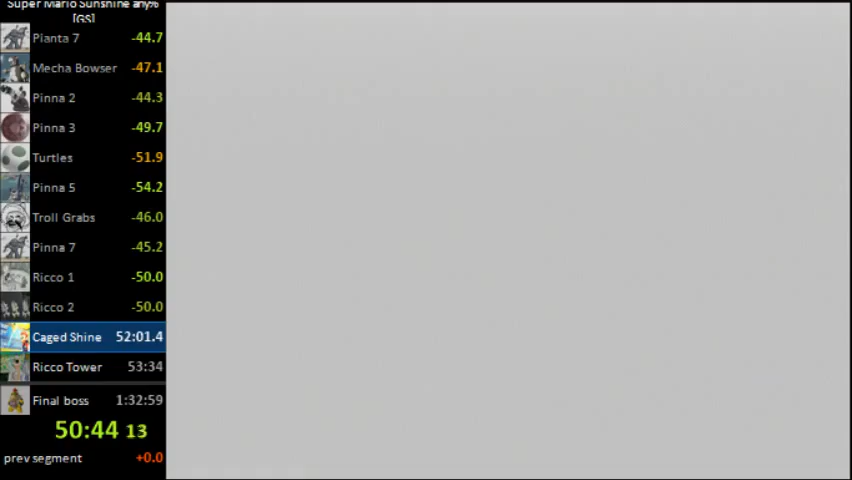 Super Mario Sunshine any%
[GS]
Pianta 7 -44.7
Mecha Bowser -47.1
Pinna 2 -44.3
Pinna 3 -49.7
Turtles -51.9
Pinna 5 -54.2
Troll Grabs -46.0
Pinna 7 -45.2
Ricco 1 -50.0
Ricco 2 -50.0
Caged Shine 52:01.4
Ricco Tower 53:34
Final boss 1:32:59
50:44 13
prev segment +0.0